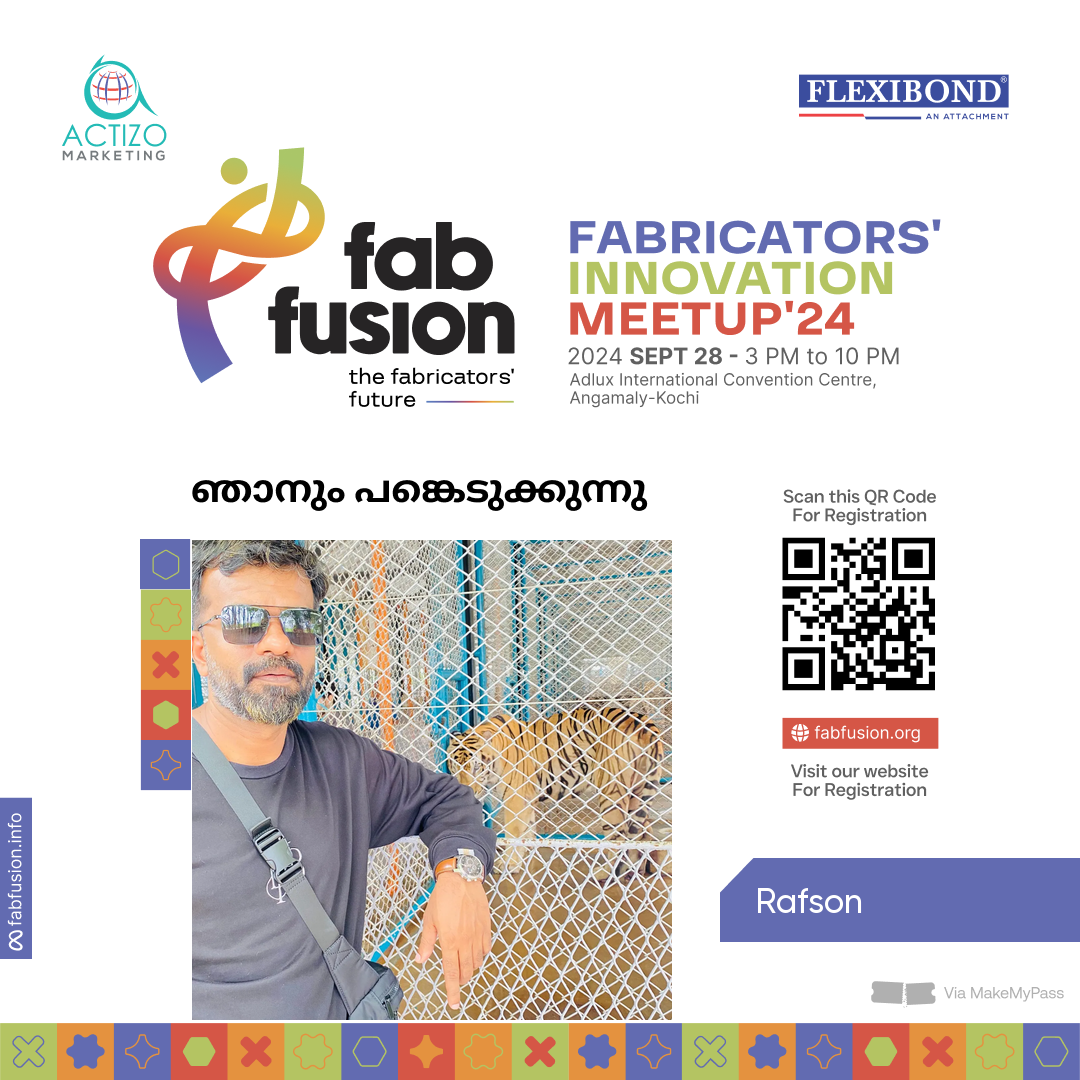 ACTIZO
MARKETING
FLEXIBOND®
AN ATTACHMENT
fab
fusion
the fabricators'
future
FABRICATORS'
INNOVATION
MEETUP'24
2024 SEPT 28 - 3 PM to 10 PM
Adlux International Convention Centre,
Angamaly-Kochi
ഞാനും പങ്കെടുക്കുന്നു
Scan this QR Code
For Registration
fabfusion.org
Visit our website
For Registration
fabfusion.info
Rafson
Via MakeMyPass